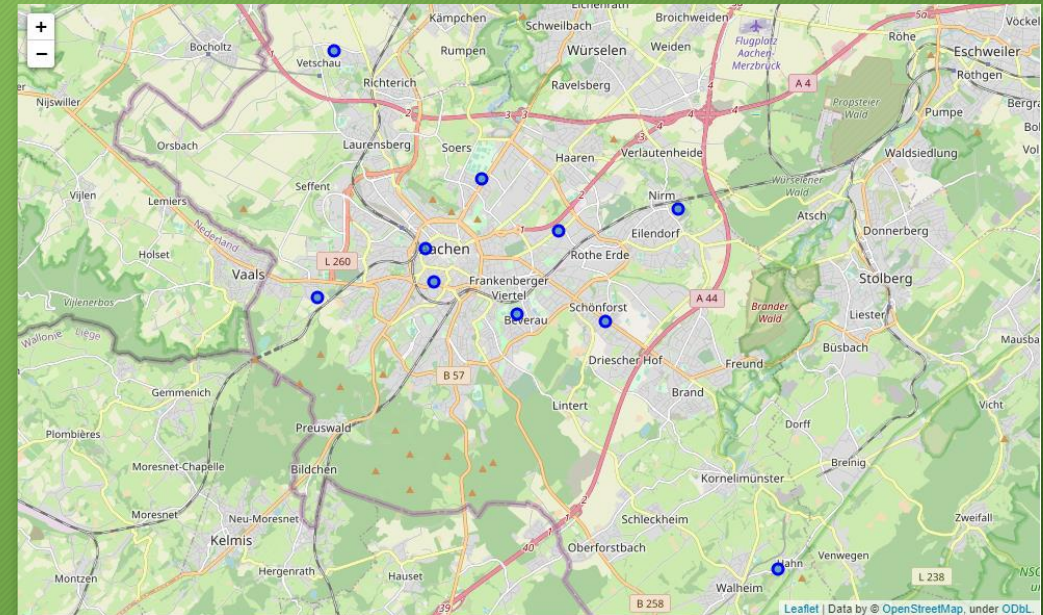 +
−
Kämpchen
Schweilbach
Broichweiden
Vöckel
Bocholtz
Vetschau
Rumpen
Würselen
Weiden
Flugplatz
Aachen-
Merzbrück
Röhe
5a
Eschweiler
Rothgen
Richterich
Ravelsberg
A 4
Nijswiller
Propsteier
Wald
Pumpe
Bergra
Orsbach
Laurensberg
Soers
Haaren
Verlautenheide
Waldsiedlung
Seffent
Nirm
Würselener
Wald
Vijlen
Lemiers
Nederland
Atsch
Donnerberg
Holset
Vaals
L 260
Aachen
Eilendorf
Rothe Erde
Stolberg
Vijlenerbos
Frankenberger
Viertel
Schönforst
A 44
Brander
Wald
Liester
Beverau
Wallonie
Liège
Büsbach
Mausba
Driescher Hof
Freund
Gemmenich
B 57
Brand
Lintert
Vicht
Preuswald
Dorff
Plombières
Moresnet-Chapelle
Bildchen
Breinig
Kornelimünster
Moresnet
Neu-Moresnet
Schleckheim
Zweifall
Kelmis
Oberforstbach
Hahn
Venwegen
Montzen
Hergenrath
Hauset
Walheim
L 238
NSG
B 258
Leaflet | Data by © OpenStreetMap, under ODbL.